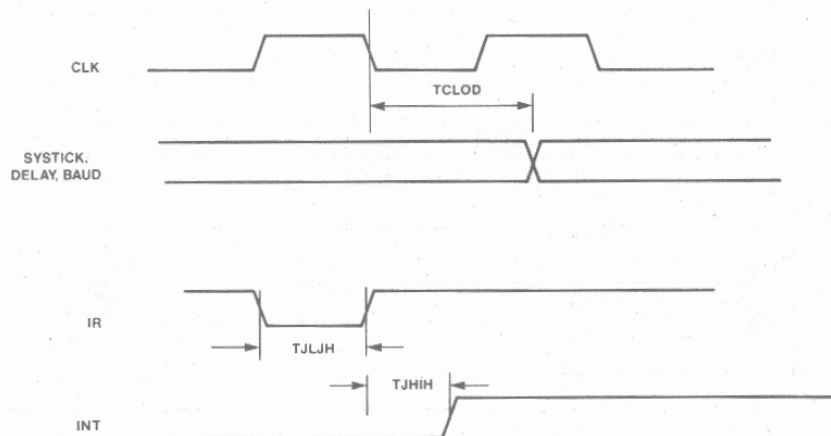 CLK
TCLOD
SYSTICK.
DELAY, BAUD
IR
TJLJH
TJHIH
INT